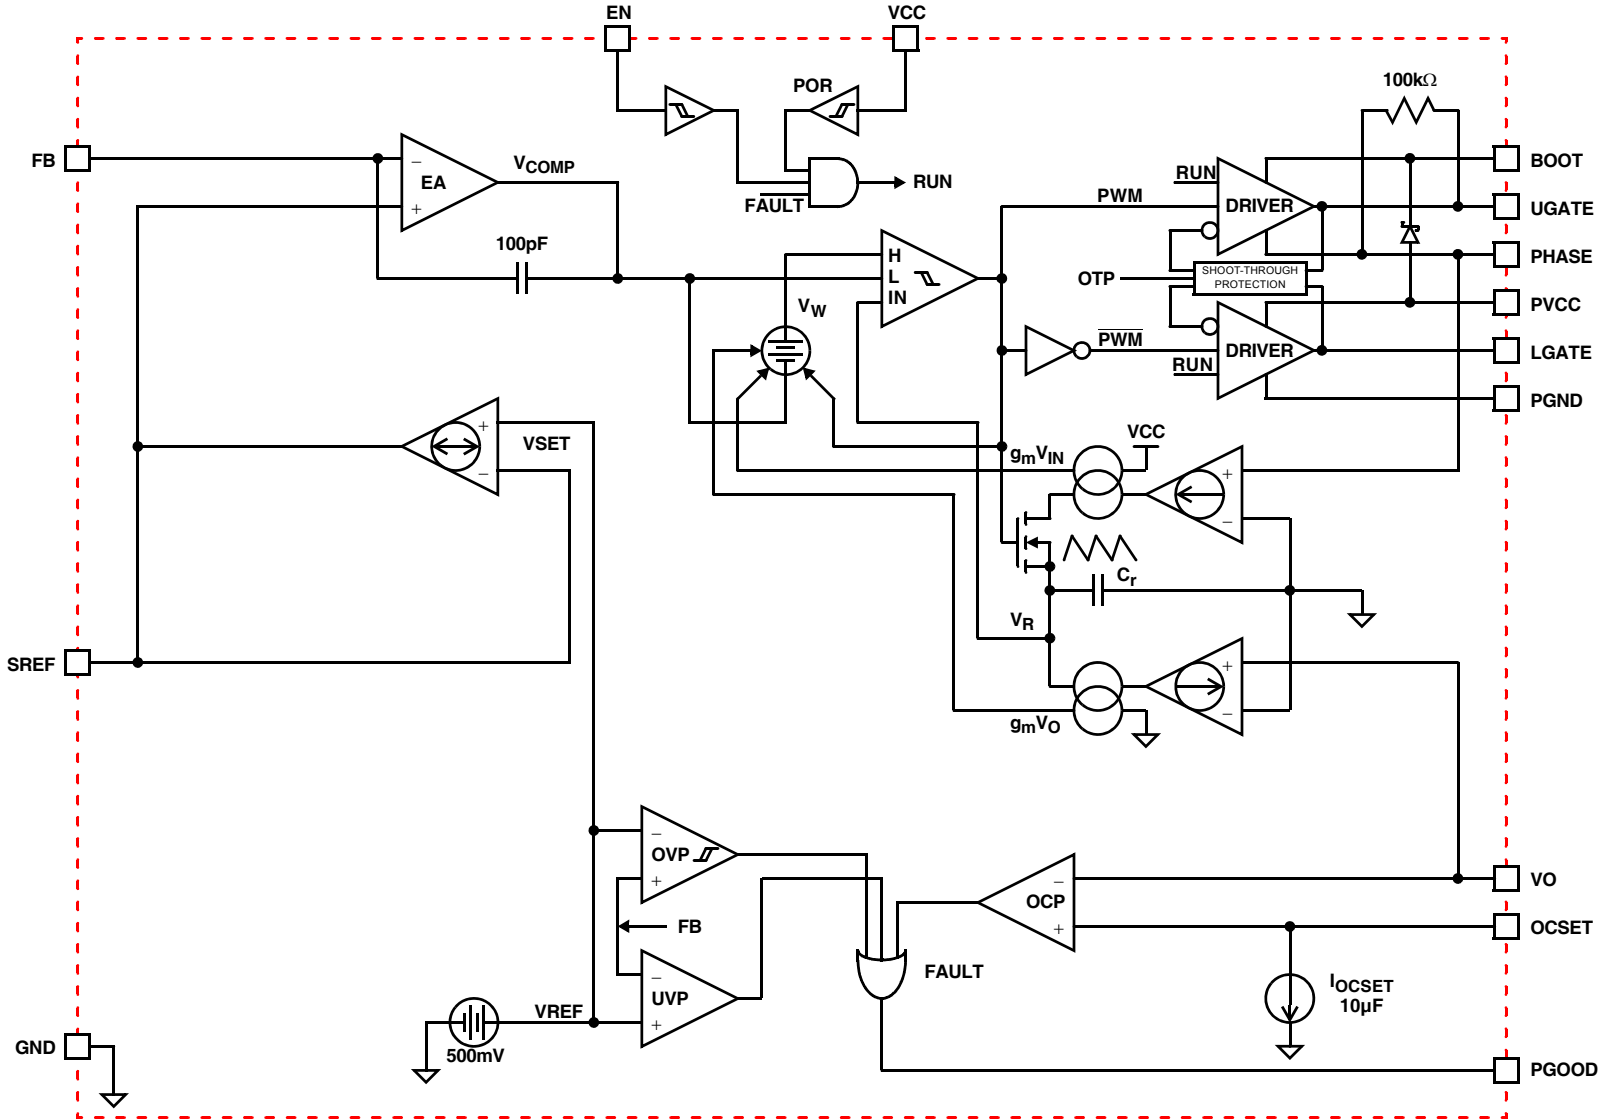 EN
VCC
POR
100kΩ
FB
−
EA
+
VCOMP
RUN
FAULT
RUN
PWM
DRIVER
BOOT
UGATE
100pF
H
L
IN
OTP
SHOOT-THROUGH
PROTECTION
PHASE
PVCC
VW
PWM
DRIVER
RUN
LGATE
PGND
+
VSET
−
gmVIN
VCC
+
−
Cr
VR
SREF
+
−
gmVO
−
OVP
+
FB
−
UVP
+
VREF
500mV
−
OCP
+
VO
OCSET
FAULT
IOCSET
10µF
GND
PGOOD